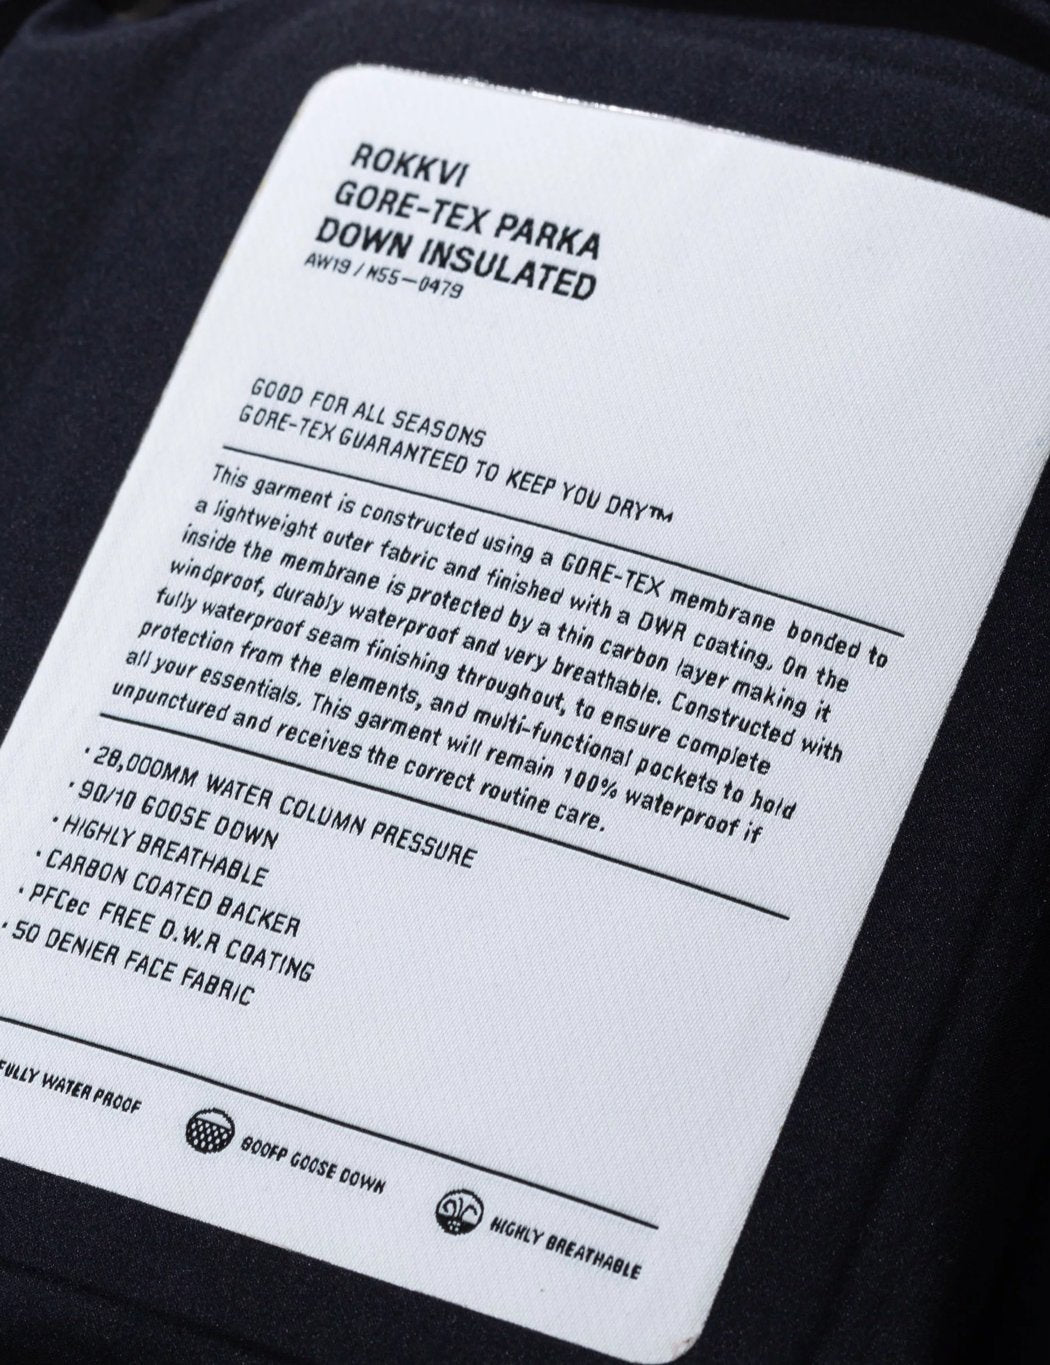 ROKKVI
GORE-TEX PARKA
DOWN INSULATED
AW19 / N55—0479
GOOD FOR ALL SEASONS
GORE-TEX GUARANTEED TO KEEP YOU DRY™
This garment is constructed using a GORE-TEX membrane bonded to
a lightweight outer fabric and finished with a DWR coating. On the
inside the membrane is protected by a thin carbon layer making it
windproof, durably waterproof and very breathable. Constructed with
fully waterproof seam finishing throughout, to ensure complete
protection from the elements, and multi-functional pockets to hold
all your essentials. This garment will remain 100% waterproof if
unpunctured and receives the correct routine care.
· 28,000MM WATER COLUMN PRESSURE
· 90/10 GOOSE DOWN
· HIGHLY BREATHABLE
· CARBON COATED BACKER
· PFCec FREE D.W.R COATING
· 50 DENIER FACE FABRIC
FULLY WATER PROOF
800FP GOOSE DOWN
HIGHLY BREATHABLE